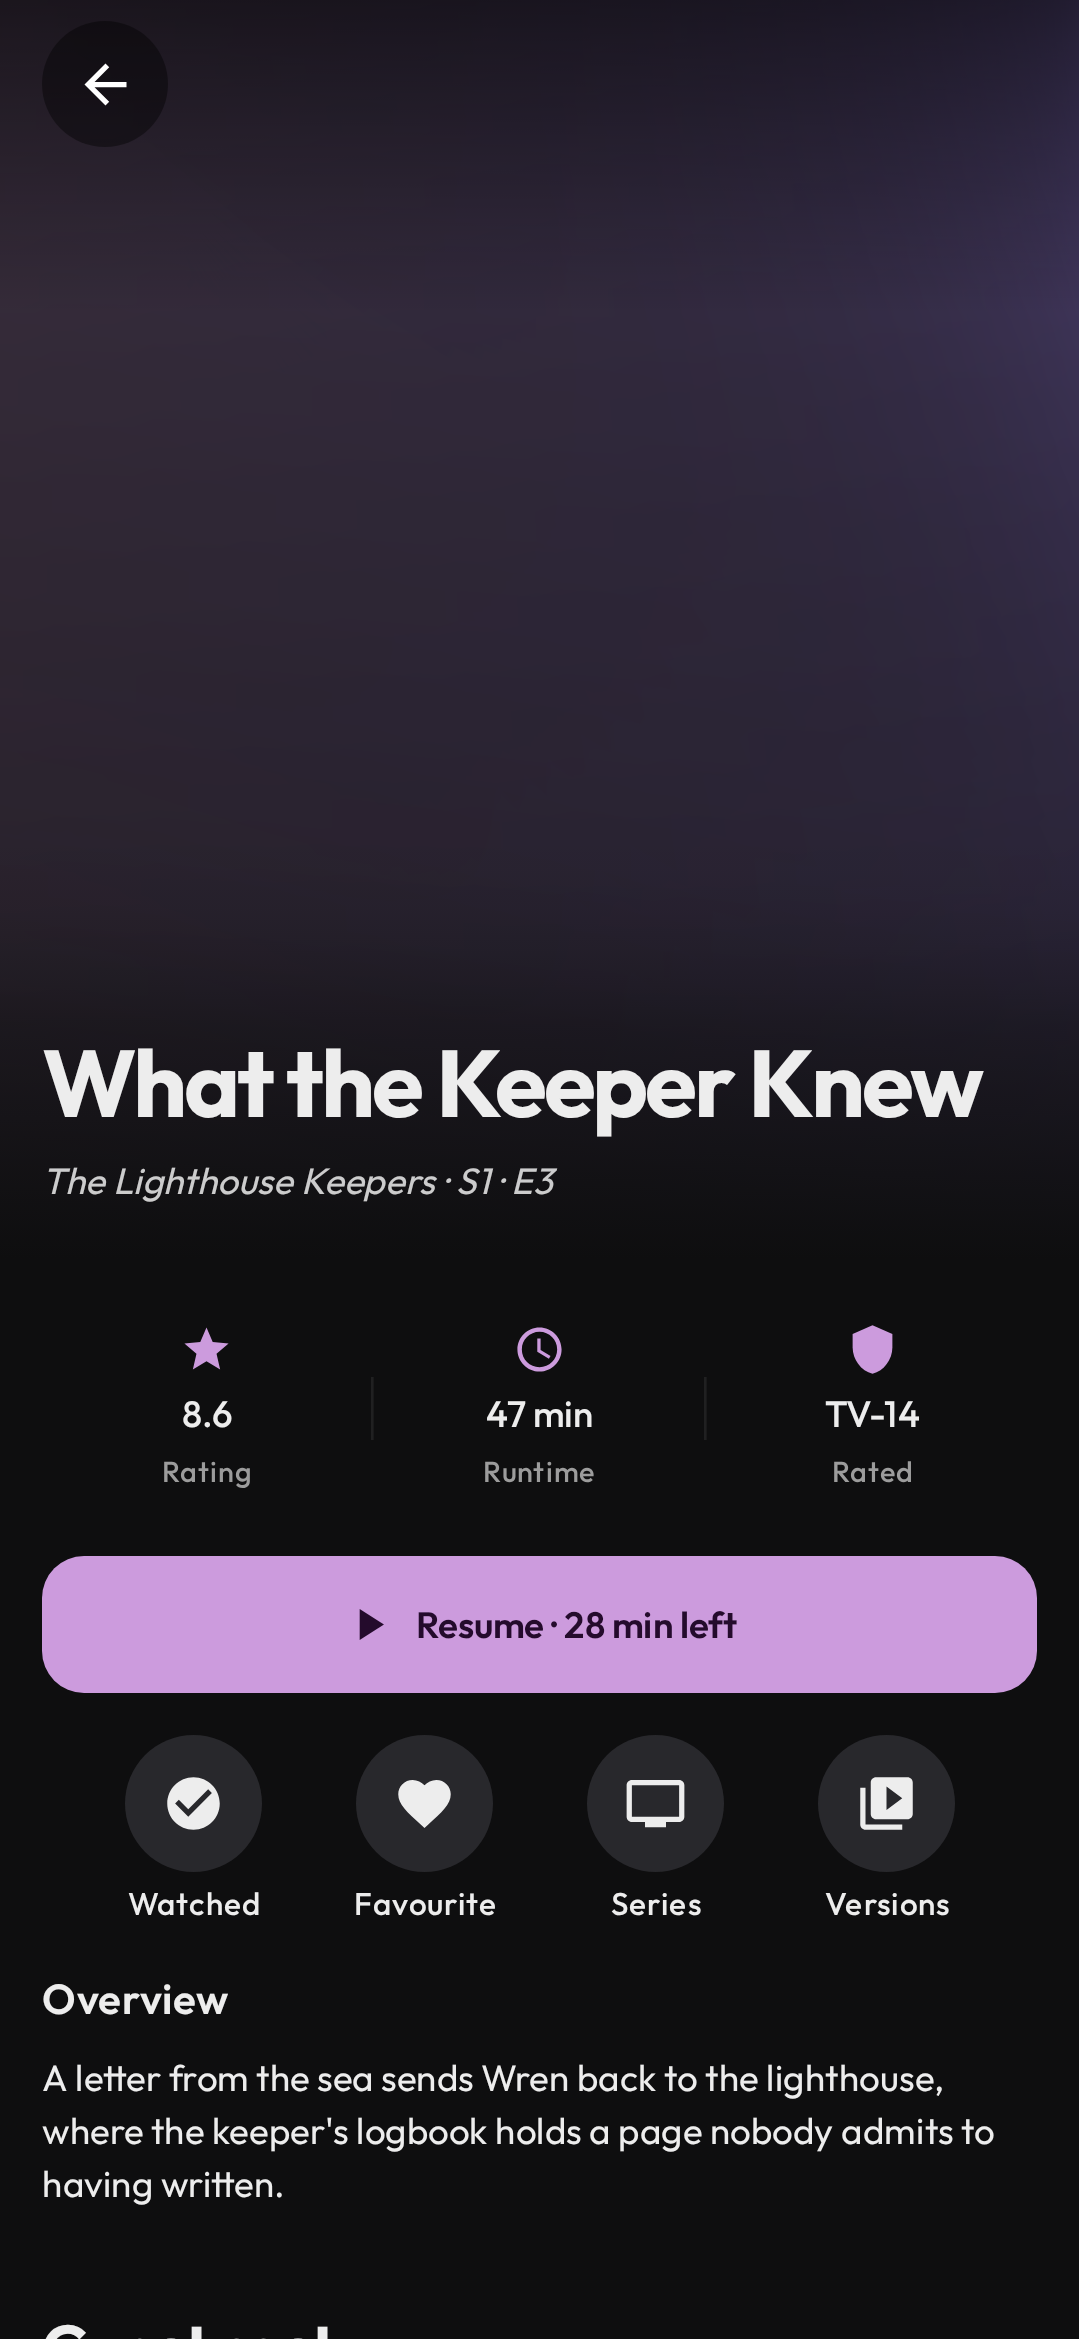 What the Keeper Knew
The Lighthouse Keepers · S1 · E3
8.6
47 min
TV-14
Rating
Runtime
Rated
Resume · 28 min left
Watched
Favourite
Series
Versions
Overview
A letter from the sea sends Wren back to the lighthouse,
where the keeper's logbook holds a page nobody admits to
having written.